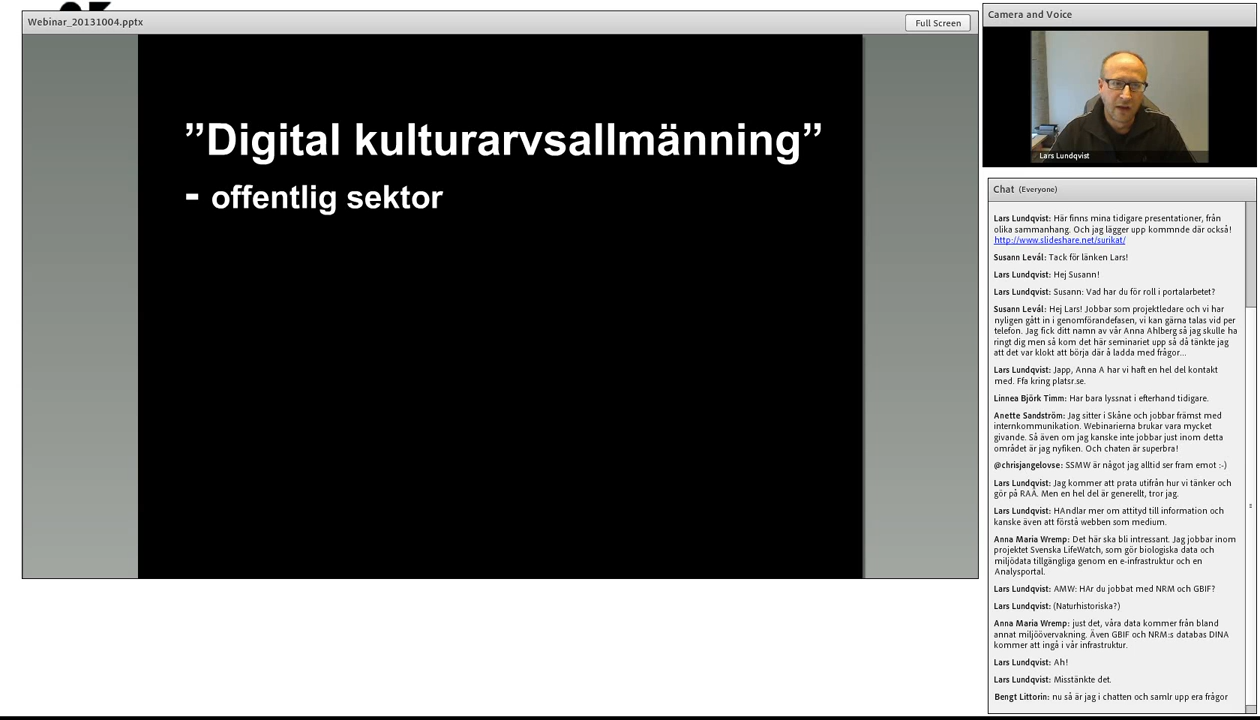 Webinar_20131004.pptx
Full Screen
”Digital kulturarvsallmänning”
- offentlig sektor
Camera and Voice
Lars Lundqvist
Chat (Everyone)
Lars Lundqvist: Här finns mina tidigare presentationer, från
olika sammanhang. Och jag lägger upp kommnde där också!
http://www.slideshare.net/surikat/
Susann Levál: Tack för länken Lars!
Lars Lundqvist: Hej Susann!
Lars Lundqvist: Susann: Vad har du för roll i portalarbetet?
Susann Levál: Hej Lars! Jobbar som projektledare och vi har
nyligen gått in i genomförandefasen, vi kan gärna talas vid per
telefon. Jag fick ditt namn av vår Anna Ahlberg så jag skulle ha
ringt dig men så kom det här seminariet upp så då tänkte jag
att det var klokt att börja där å ladda med frågor...
Lars Lundqvist: Japp, Anna A har vi haft en hel del kontakt
med. Ffa kring platsr.se.
Linnea Björk Timm: Har bara lyssnat i efterhand tidigare.
Anette Sandström: Jag sitter i Skåne och jobbar främst med
internkommunikation. Webinarierna brukar vara mycket
givande. Så även om jag kanske inte jobbar just inom detta
området är jag nyfiken. Och chaten är superbra!
@chrisjangelovse: SSMW är något jag alltid ser fram emot :-)
Lars Lundqvist: Jag kommer att prata utifrån hur vi tänker och
gör på RAÄ. Men en hel del är generellt, tror jag.
Lars Lundqvist: HAndlar mer om attityd till information och
kanske även att förstå webben som medium.
Anna Maria Wremp: Det här ska bli intressant. Jag jobbar inom
projektet Svenska LifeWatch, som gör biologiska data och
miljödata tillgängliga genom en e-infrastruktur och en
Analysportal.
Lars Lundqvist: AMW: HAr du jobbat med NRM och GBIF?
Lars Lundqvist: (Naturhistoriska?)
Anna Maria Wremp: just det, våra data kommer från bland
annat miljöövervakning. Även GBIF och NRM:s databas DINA
kommer att ingå i vår infrastruktur.
Lars Lundqvist: Ah!
Lars Lundqvist: Misstänkte det.
Bengt Littorin: nu så är jag i chatten och samlr upp era frågor